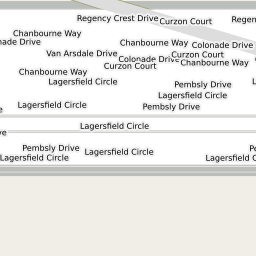 Regency Crest Drive
Curzon Court
Regen
Chanbourne Way
nade Drive
Chanbourne Way
Colonade Drive
Van Arsdale Drive
Curzon Court
Colonade Drive
Chanbourne Way
Curzon Court
Chanbourne Way
Lagersfield Circle
Pembsly Drive
L
Lagersfield Circle
Lagersfield Circle
Pembsly Drive
e
Lagersfield Circle
ve
Pembsly Drive
Pe
Lagersfield Circle
Lagersfield Circle
Lagersfield C